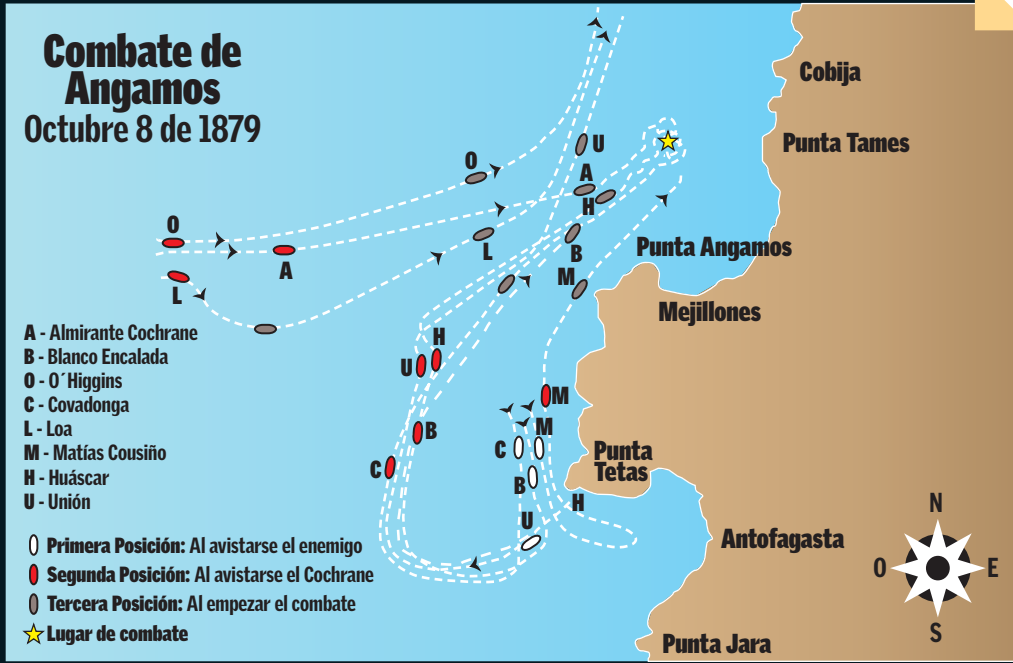 Combate de
Angamos
Octubre 8 de 1879
Cobija
Punta Tames
U
O
A
H
O
Punta Angamos
L
B
A
M
L
Mejillones
A - Almirante Cochrane
B - Blanco Encalada
O - O´Higgins
C - Covadonga
L - Loa
M - Matías Cousiño
H - Huáscar
U - Unión
H
U
M
B
M
C
Punta
Tetas
C
B
H
U
Antofagasta
N
O
E
S
Primera Posición: Al avistarse el enemigo
Segunda Posición: Al avistarse el Cochrane
Tercera Posición: Al empezar el combate
Lugar de combate
Punta Jara